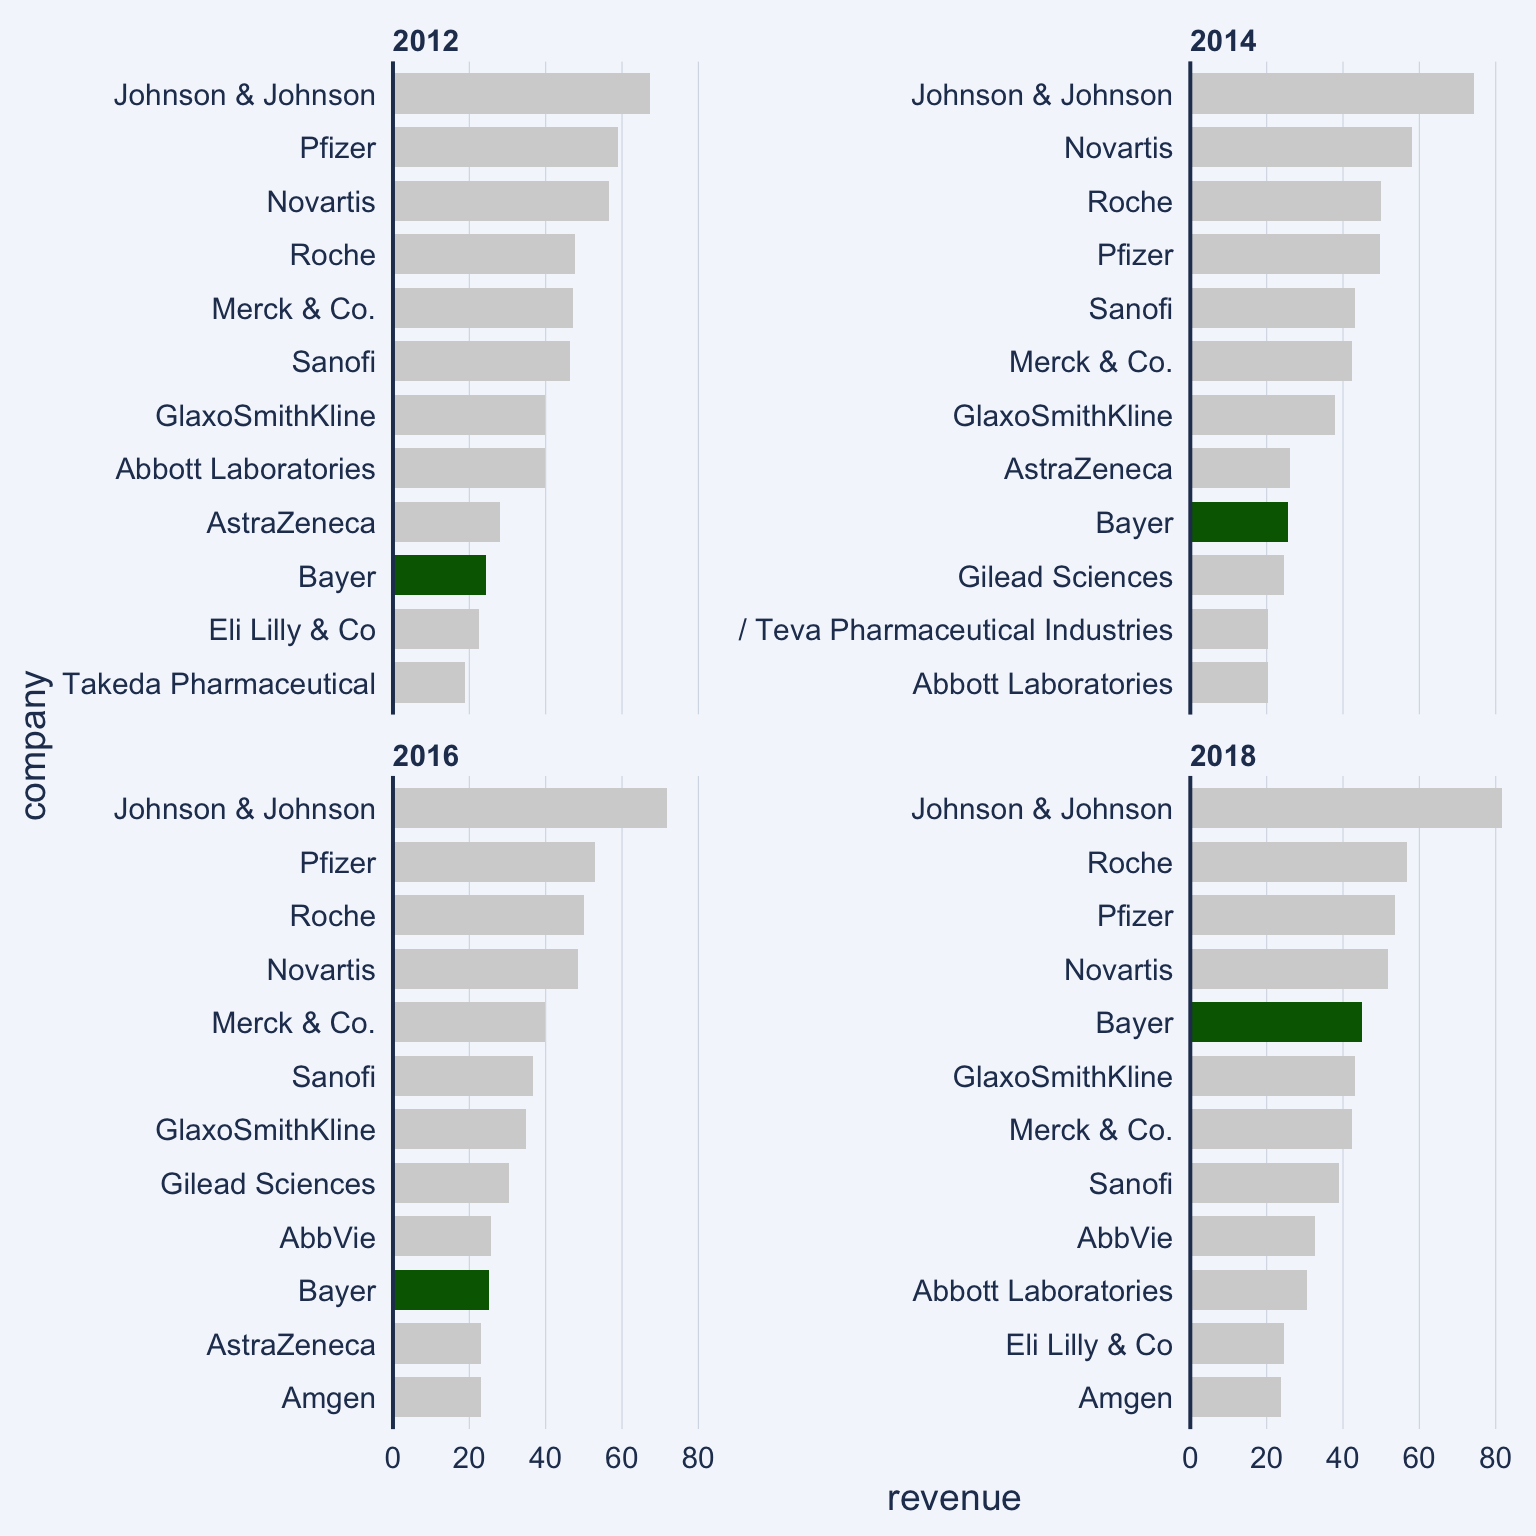 2012
Johnson & Johnson
Pfizer
Novartis
Roche
Merck & Co.
Sanofi
GlaxoSmithKline
Abbott Laboratories
AstraZeneca
Bayer
Eli Lilly & Co
Takeda Pharmaceutical
2014
Johnson & Johnson
Novartis
Roche
Pfizer
Sanofi
Merck & Co.
GlaxoSmithKline
AstraZeneca
Bayer
Gilead Sciences
/ Teva Pharmaceutical Industries
Abbott Laboratories
company
2016
Johnson & Johnson
Pfizer
Roche
Novartis
Merck & Co.
Sanofi
GlaxoSmithKline
Gilead Sciences
AbbVie
Bayer
AstraZeneca
Amgen
0 20 40 60 80
2018
Johnson & Johnson
Roche
Pfizer
Novartis
Bayer
GlaxoSmithKline
Merck & Co.
Sanofi
AbbVie
Abbott Laboratories
Eli Lilly & Co
Amgen
0 20 40 60 80
revenue